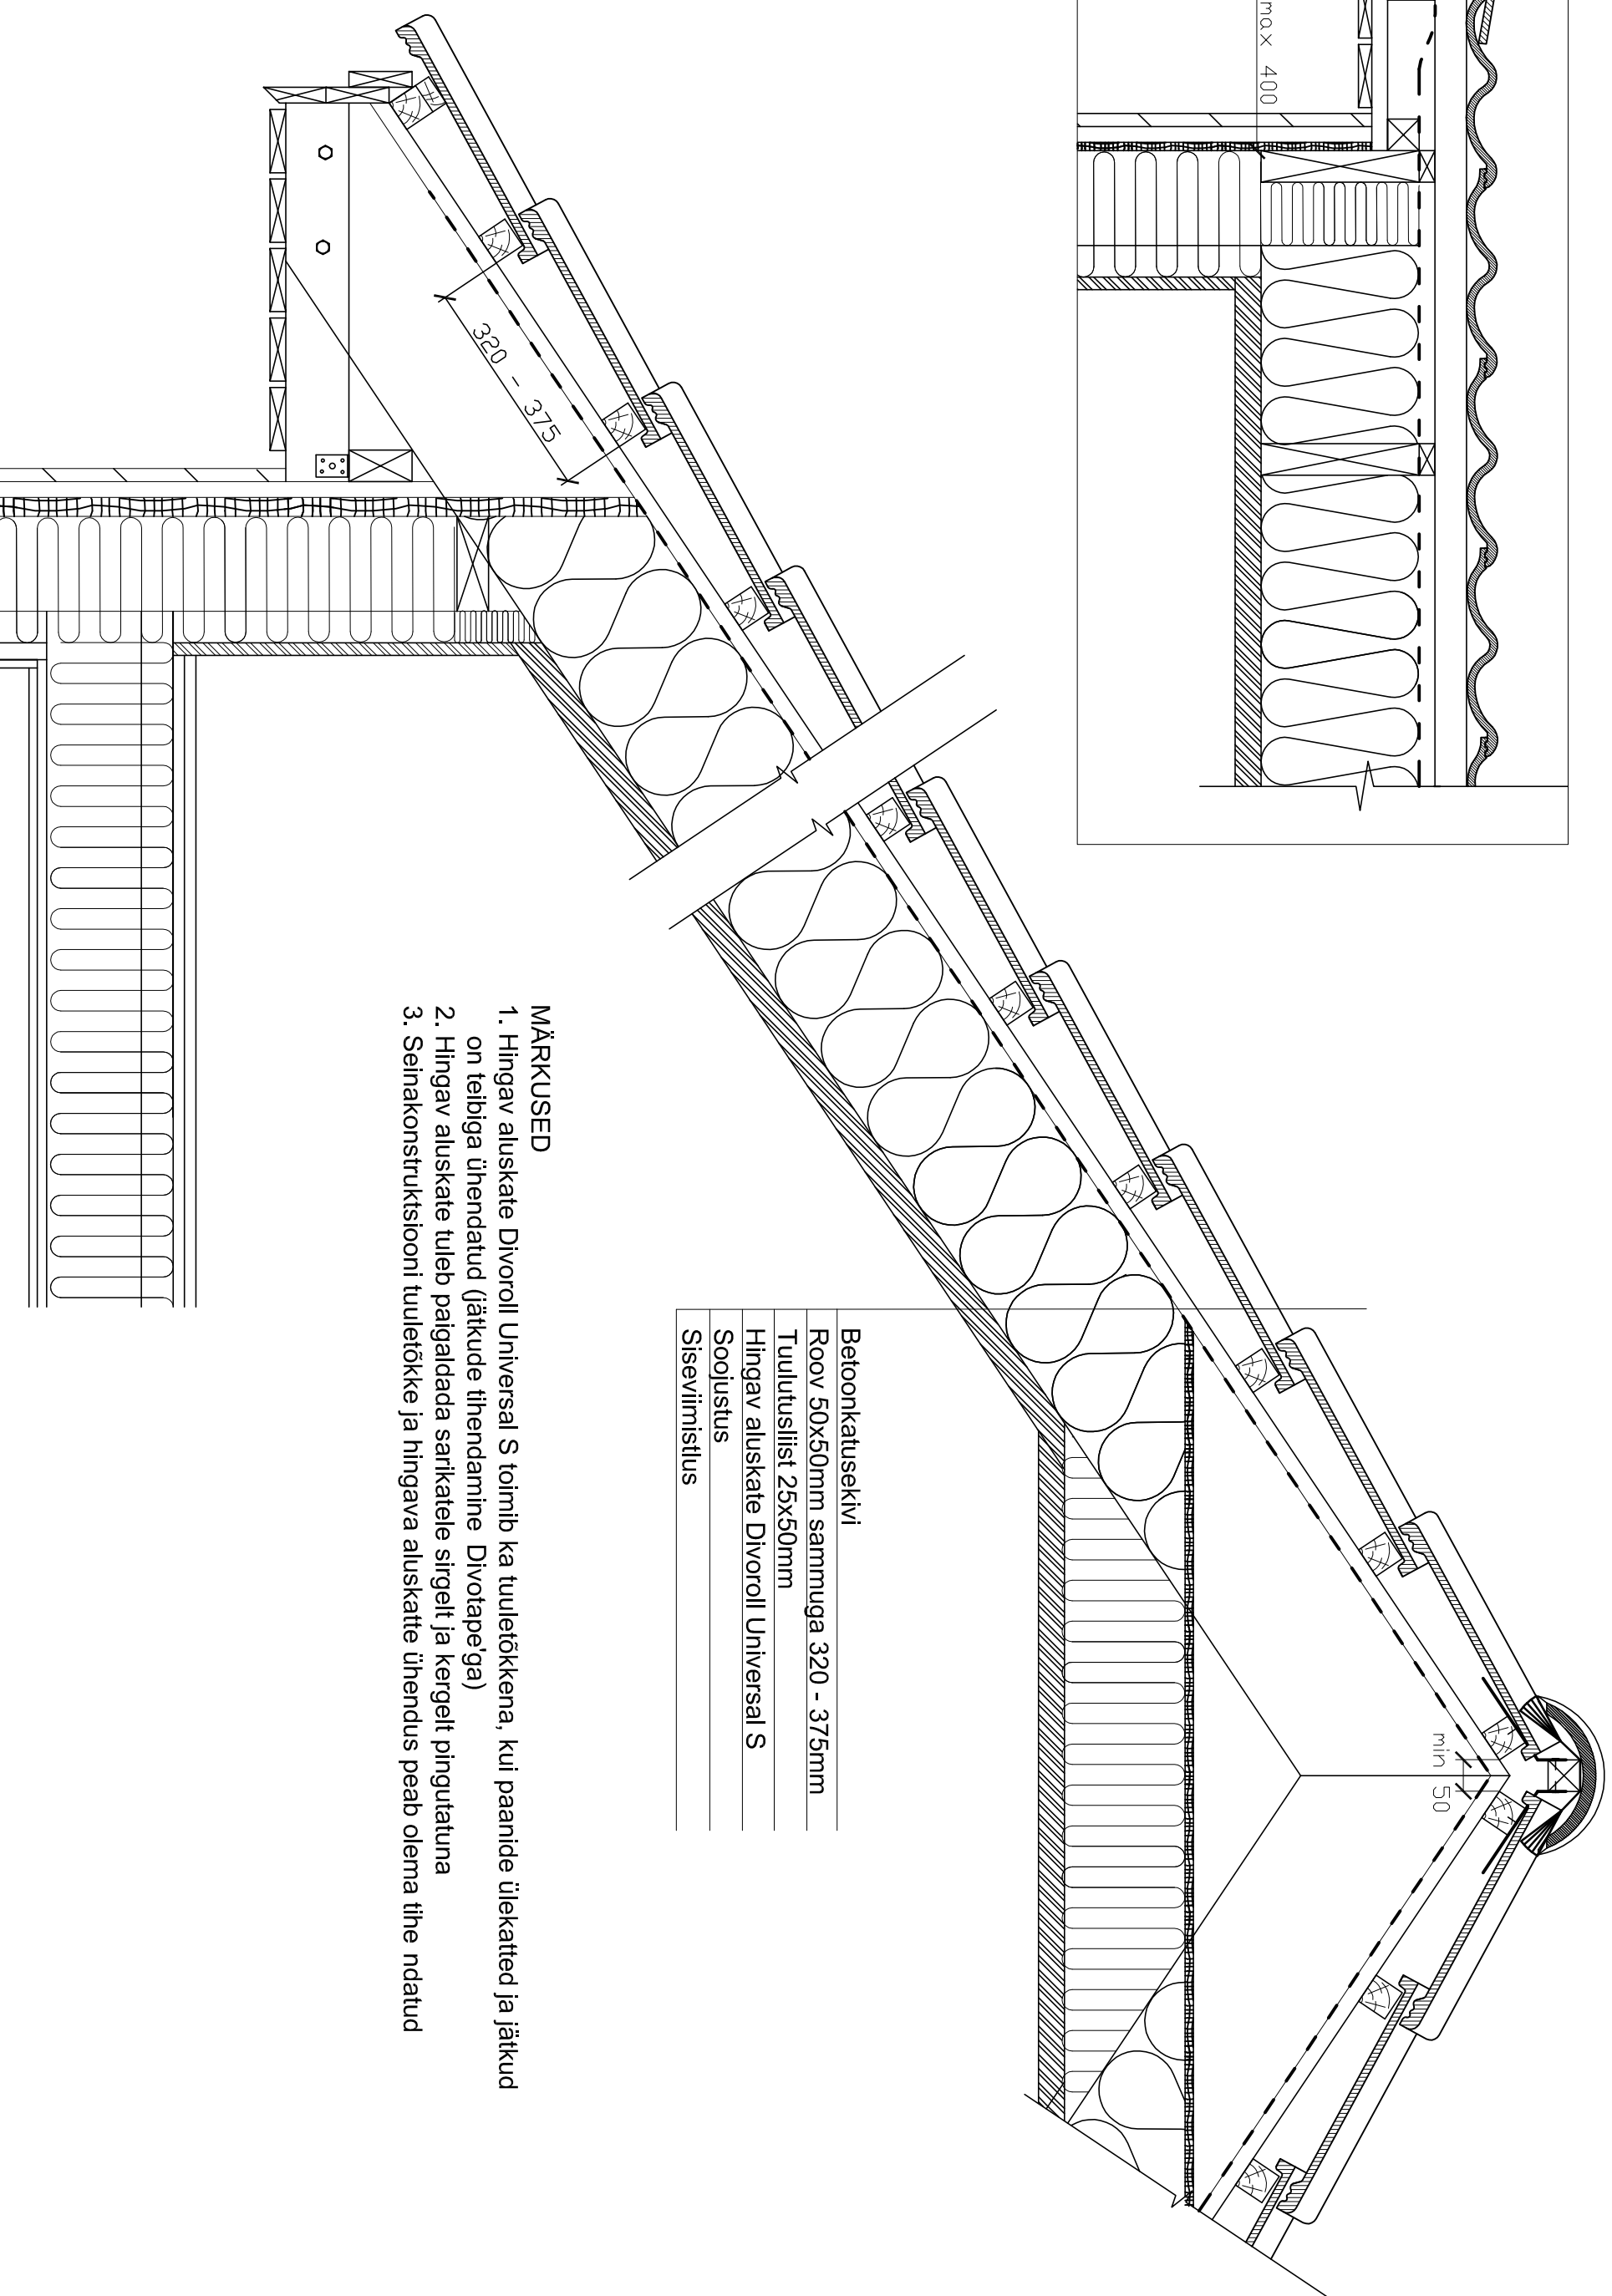 max 400
320 - 375
min 50
Betoonkatusekivi
Roov 50x50mm sammuga 320 - 375mm
Tuulutusliist 25x50mm
Hingav aluskate Divoroll Universal S
Soojustus
Siseviimistlus
MÄRKUSED
1. Hingav aluskate Divoroll Universal S toimib ka tuuletõkkena, kui paanide ülekatted ja jätkud
on teibiga ühendatud (jätkude tihendamine Divotape'ga)
2. Hingav aluskate tuleb paigaldada sarikatele sirgelt ja kergelt pingutatuna
3. Seinakonstruktsiooni tuuletõkke ja hingava aluskatte ühendus peab olema tihe ndatud